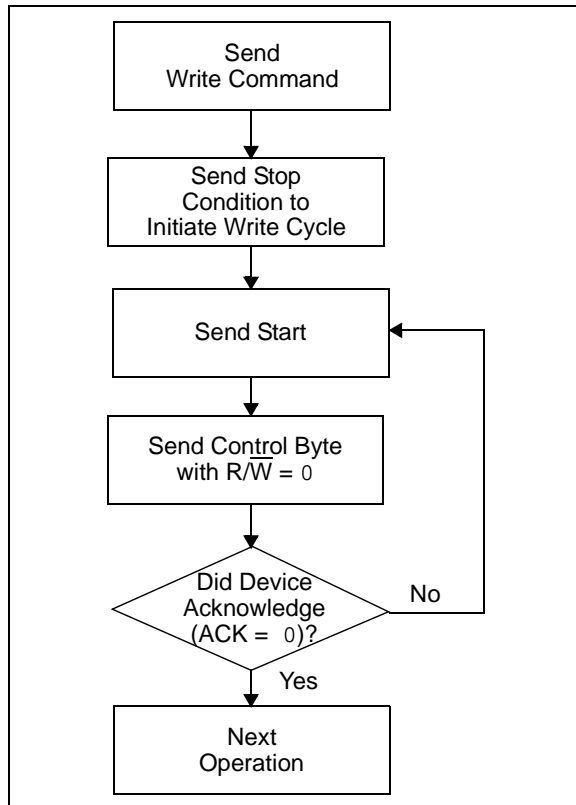 Send
Write Command
Send Stop
Condition to
Initiate Write Cycle
Send Start
Send Control Byte
with R/W̅ = 0
Did Device
Acknowledge
(ACK = 0)?
No
Yes
Next
Operation